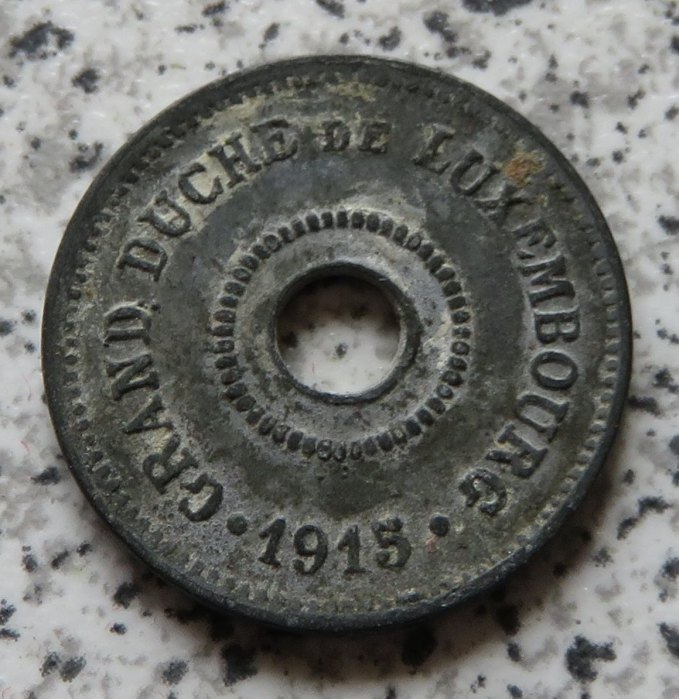 GRAND DUCHE DE LUXEMBOURG
• 1915 •